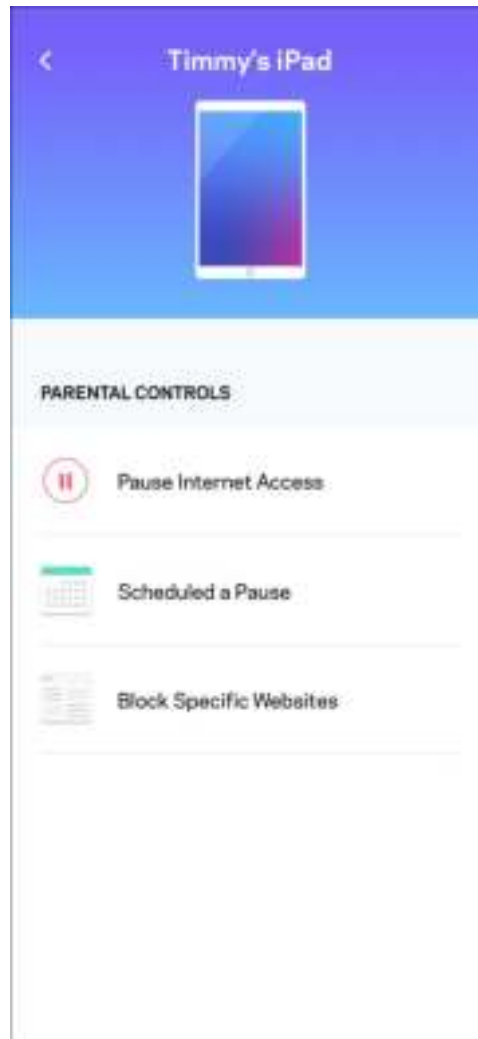 Timmy's iPad
PARENTAL CONTROLS
Pause Internet Access
Scheduled a Pause
Block Specific Websites